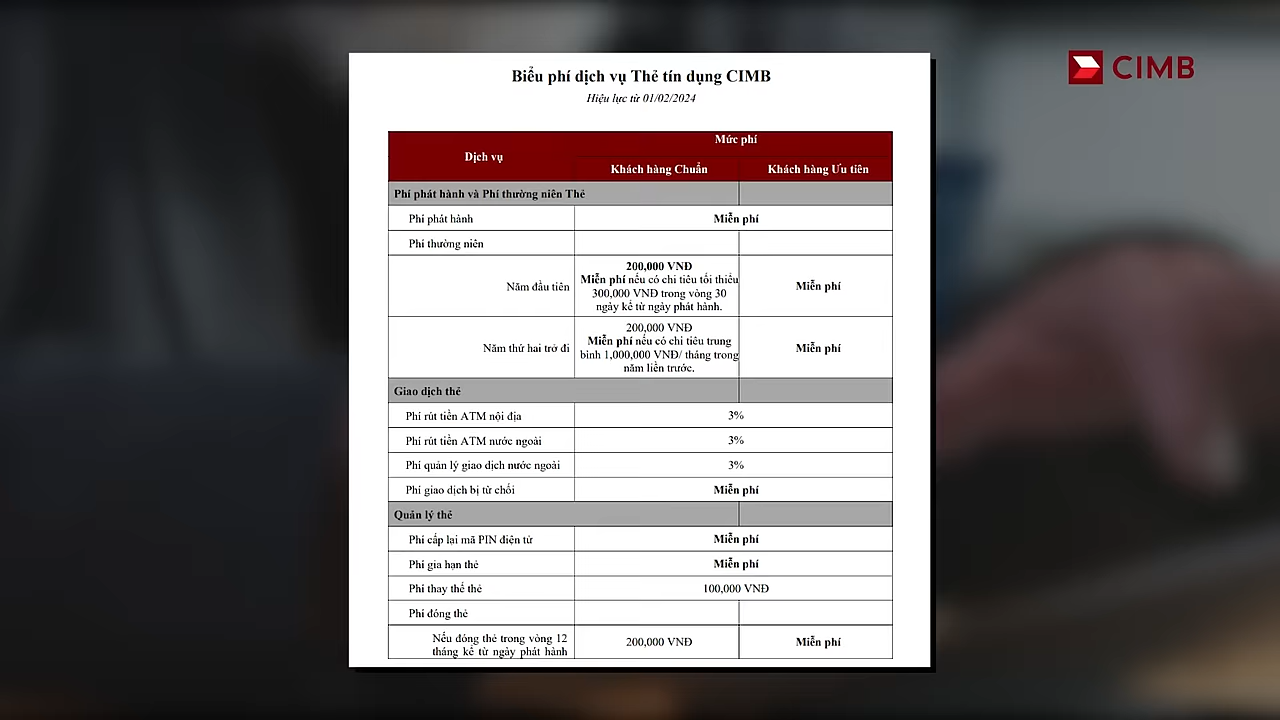 CIMB
Biểu phí dịch vụ Thẻ tín dụng CIMB
Hiệu lực từ 01/02/2024
Dịch vụ
Mức phí
Khách hàng Chuẩn
Khách hàng Ưu tiên
Phí phát hành và Phí thường niên Thẻ
Phí phát hành
Miễn phí
Phí thường niên
Năm đầu tiên
200,000 VNĐ
Miễn phí nếu có chi tiêu tối thiểu
300,000 VNĐ trong vòng 30
ngày kể từ ngày phát hành.
Miễn phí
Năm thứ hai trở đi
200,000 VNĐ
Miễn phí nếu có chi tiêu trung
bình 1,000,000 VNĐ/ tháng trong
năm liền trước.
Miễn phí
Giao dịch thẻ
Phí rút tiền ATM nội địa
3%
Phí rút tiền ATM nước ngoài
3%
Phí quản lý giao dịch nước ngoài
3%
Phí giao dịch bị từ chối
Miễn phí
Quản lý thẻ
Phí cấp lại mã PIN điện tử
Miễn phí
Phí gia hạn thẻ
Miễn phí
Phí thay thế thẻ
100,000 VNĐ
Phí đóng thẻ
Nếu đóng thẻ trong vòng 12
tháng kể từ ngày phát hành
200,000 VNĐ
Miễn phí